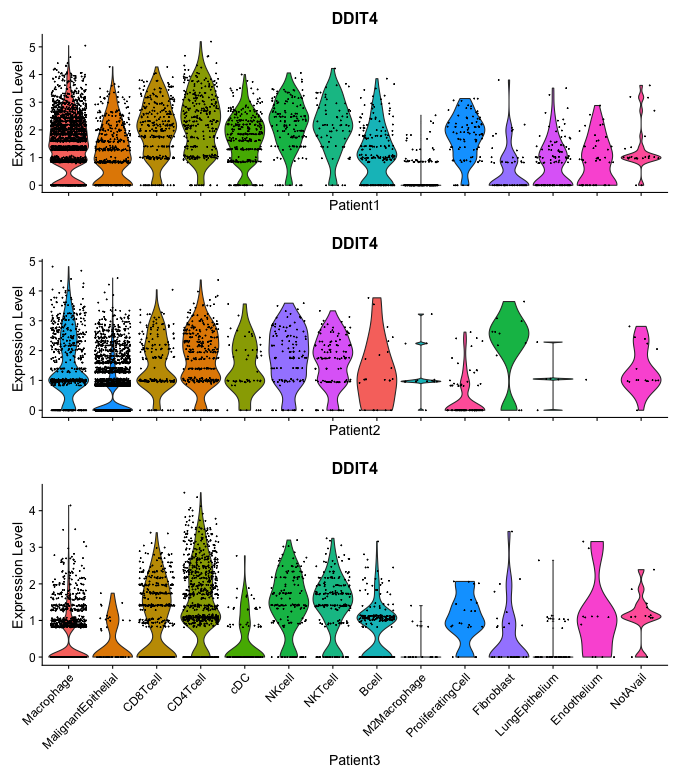 DDIT4
Expression Level
5
4
3
2
1
0
Patient1
DDIT4
Expression Level
5
4
3
2
1
0
Patient2
DDIT4
Expression Level
4
3
2
1
0
Macrophage
MalignantEpithelial
CD8Tcell
CD4Tcell
cDC
NKcell
NKTcell
Bcell
M2Macrophage
ProliferatingCell
Fibroblast
LungEpithelium
Endothelium
NotAvail
Patient3